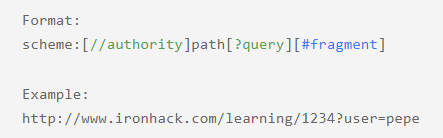 Format:
scheme:[//authority]path[?query][#fragment]
Example:
http://www.ironhack.com/learning/1234?user=pepe